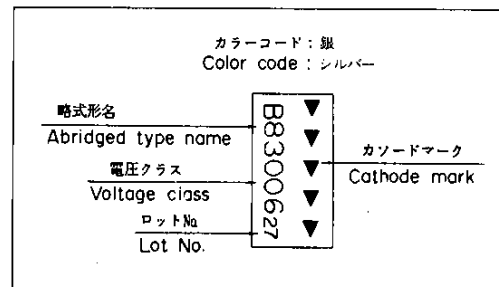 カラーコード : 銀
Color code : シルバー
略式形名
Abridged type name
電圧クラス
Voltage class
ロットNo.
Lot No.
B8300627
カソードマーク
Cathode mark